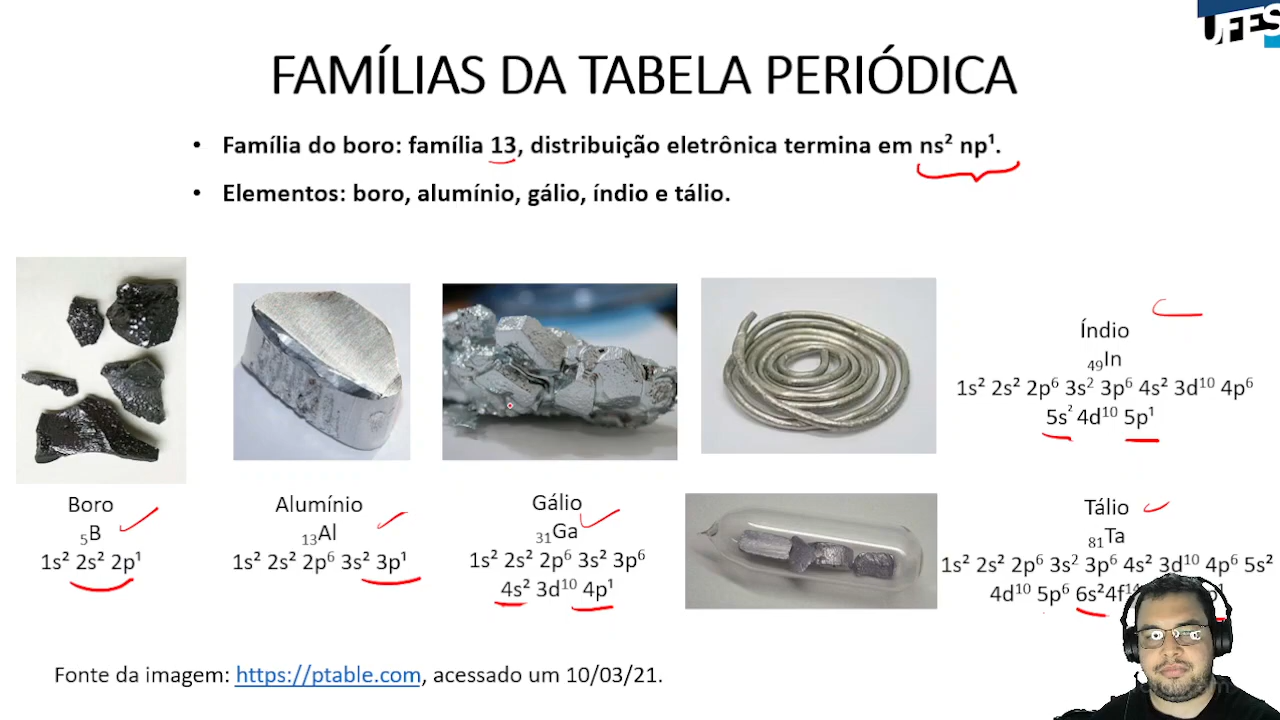 UFES
FAMÍLIAS DA TABELA PERIÓDICA
• Família do boro: família 13, distribuição eletrônica termina em ns² np¹.
• Elementos: boro, alumínio, gálio, índio e tálio.
Boro
₅B
1s² 2s² 2p¹
Alumínio
₁₃Al
1s² 2s² 2p⁶ 3s² 3p¹
Gálio
₃₁Ga
1s² 2s² 2p⁶ 3s² 3p⁶
4s² 3d¹⁰ 4p¹
Índio
₄₉In
1s² 2s² 2p⁶ 3s² 3p⁶ 4s² 3d¹⁰ 4p⁶
5s² 4d¹⁰ 5p¹
Tálio
₈₁Ta
1s² 2s² 2p⁶ 3s² 3p⁶ 4s² 3d¹⁰ 4p⁶ 5s²
4d¹⁰ 5p⁶ 6s² 4f¹⁴
Fonte da imagem: https://ptable.com, acessado um 10/03/21.